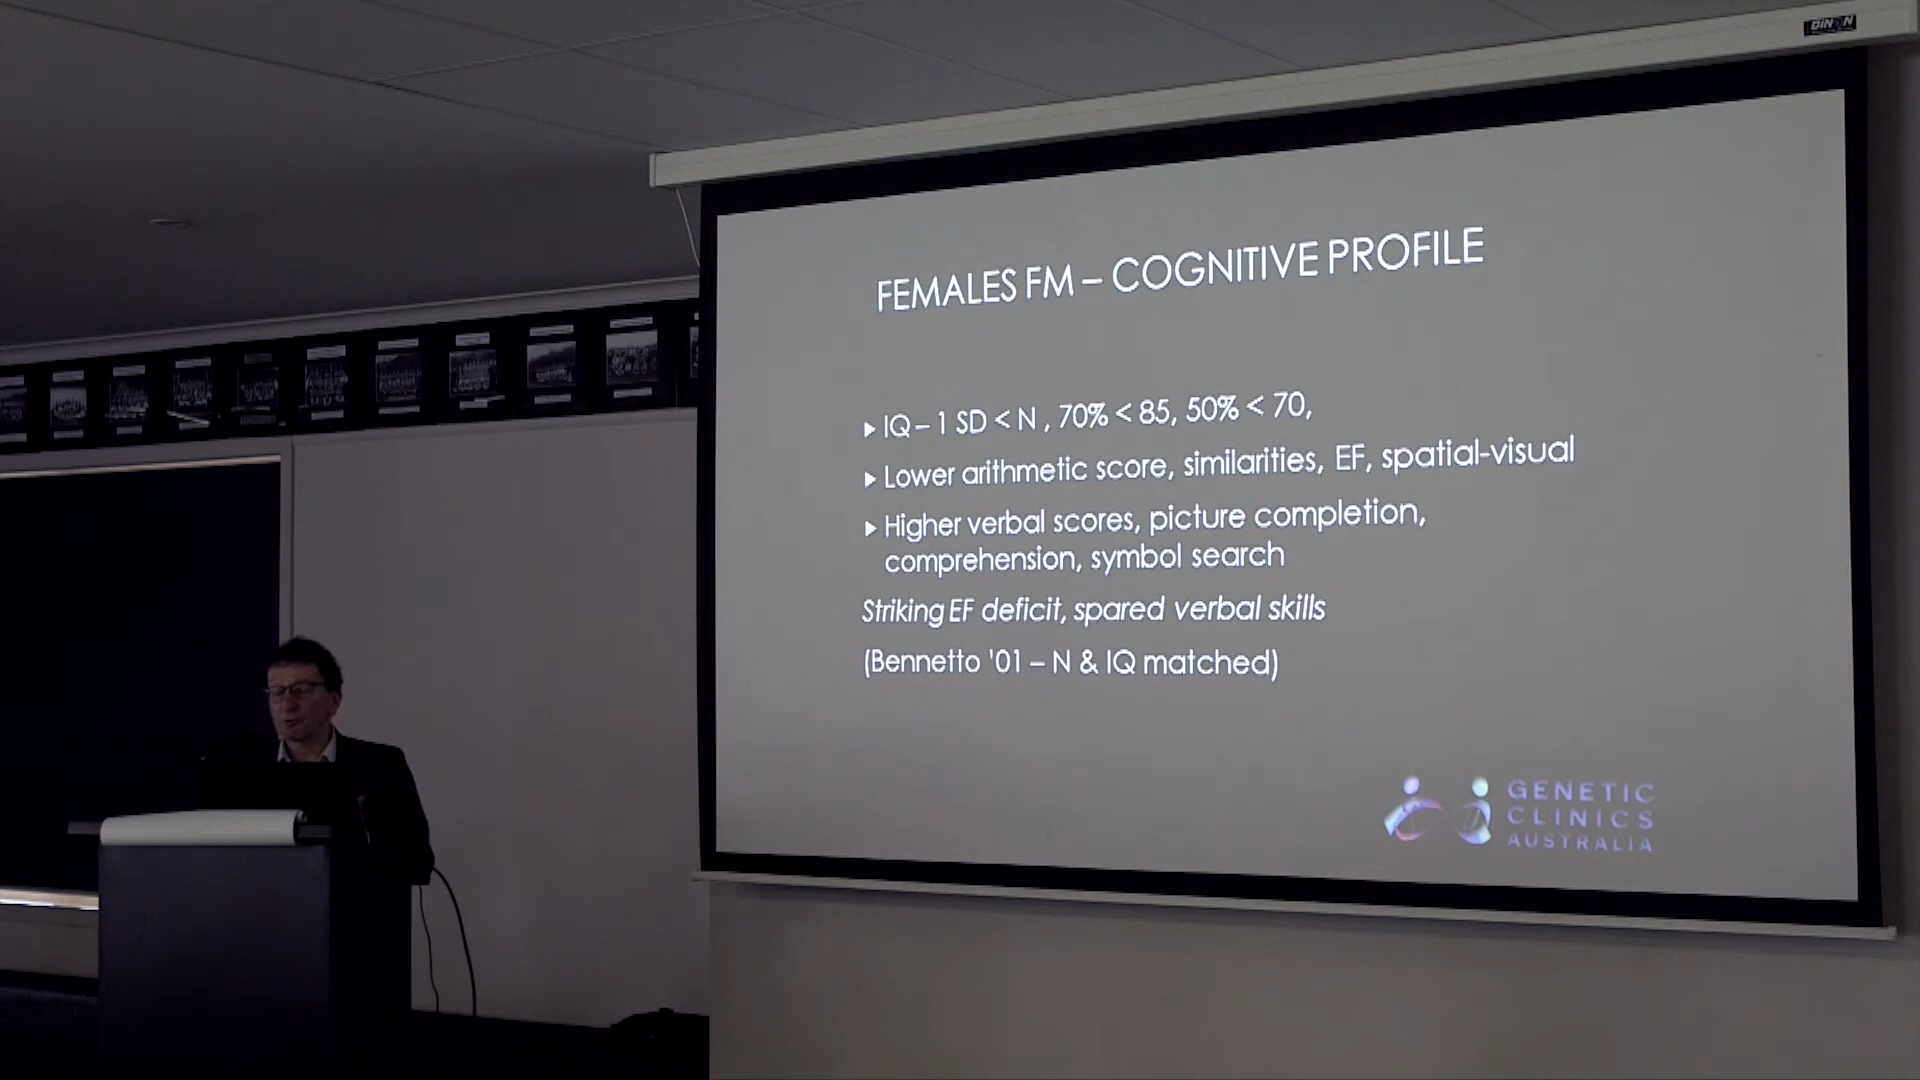 DINON
FEMALES FM – COGNITIVE PROFILE
IQ – 1 SD < N , 70% < 85, 50% < 70,
Lower arithmetic score, similarities, EF, spatial-visual
Higher verbal scores, picture completion,
comprehension, symbol search
Striking EF deficit, spared verbal skills
(Bennetto '01 – N & IQ matched)
GENETIC
CLINICS
AUSTRALIA